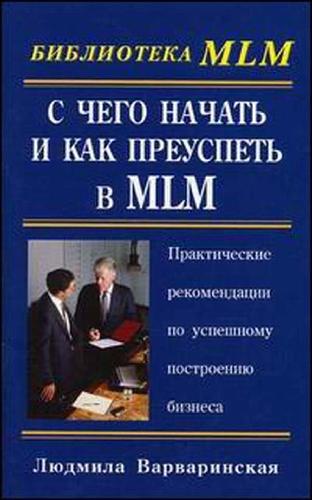 БИБЛИОТЕКА MLM
С ЧЕГО НАЧАТЬ
И КАК ПРЕУСПЕТЬ
В MLM
Практические
рекомендации
по успешному
построению
бизнеса
Людмила Варваринская